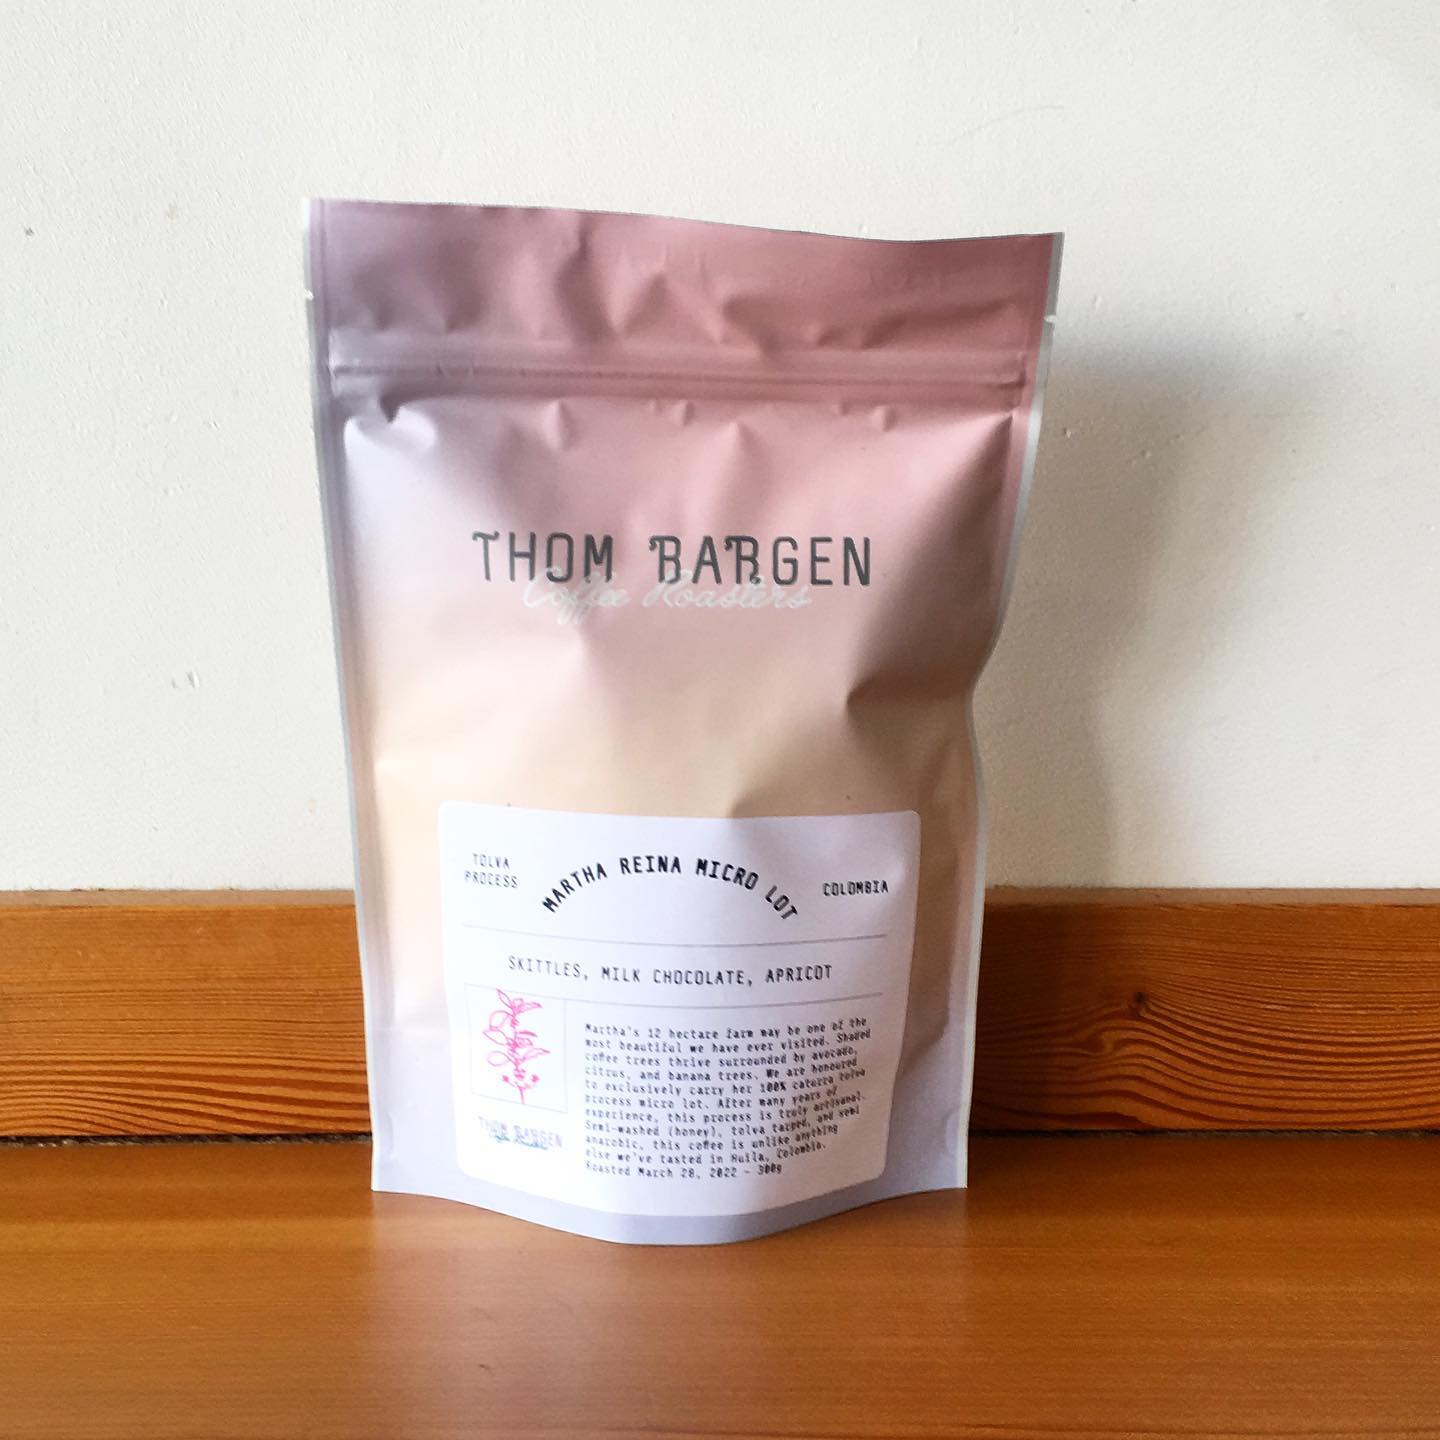 THOM BARGEN
Coffee Roasters
TOLVA
PROCESS
MARTHA REINA MICRO LOT
COLOMBIA
SKITTLES, MILK CHOCOLATE, APRICOT
Martha's 12 hectare farm may be one of the
most beautiful we have ever visited. Shaded
coffee trees thrive surrounded by avocado,
citrus, and banana trees. We are honoured
to exclusively carry her 100% caturra tolva
process micro lot. After many years of
experience, this process is truly artisanal.
Semi-washed (honey), tolva tarped, and semi
anarobic, this coffee is unlike anything
else we've tasted in Huila, Colombia.
Roasted March 28, 2022 - 300g
THOM BARGEN